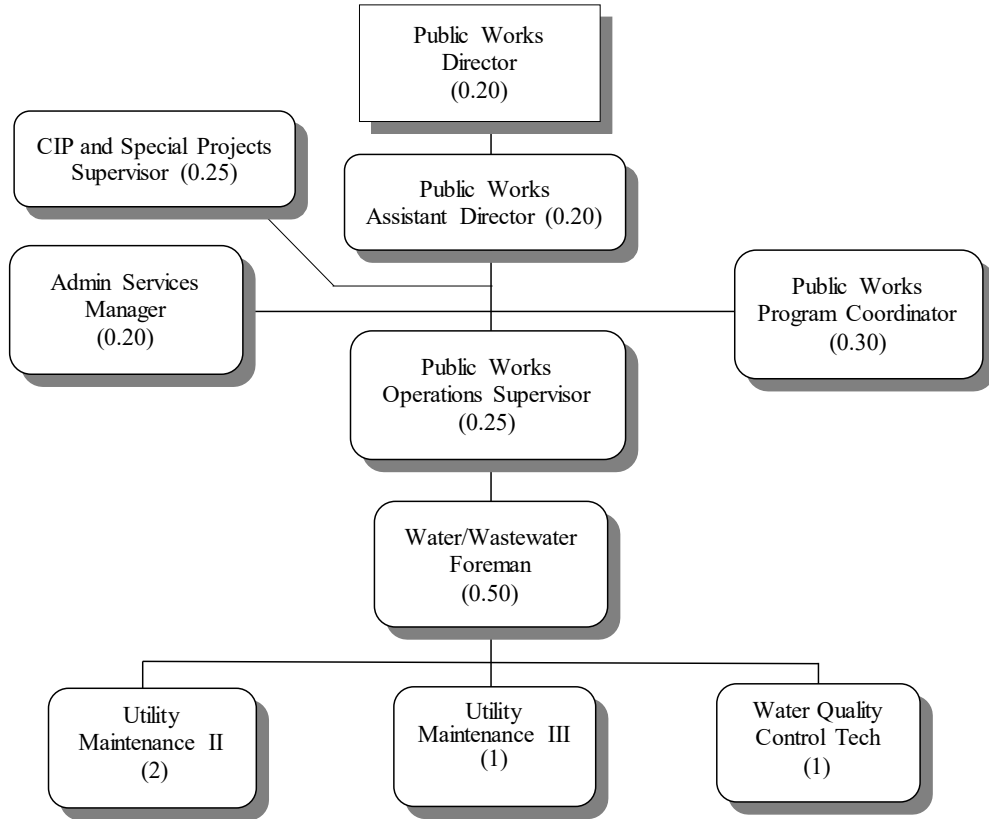 Public Works
Director
(0.20)
CIP and Special Projects
Supervisor (0.25)
Public Works
Assistant Director (0.20)
Admin Services
Manager
(0.20)
Public Works
Program Coordinator
(0.30)
Public Works
Operations Supervisor
(0.25)
Water/Wastewater
Foreman
(0.50)
Utility
Maintenance II
(2)
Utility
Maintenance III
(1)
Water Quality
Control Tech
(1)